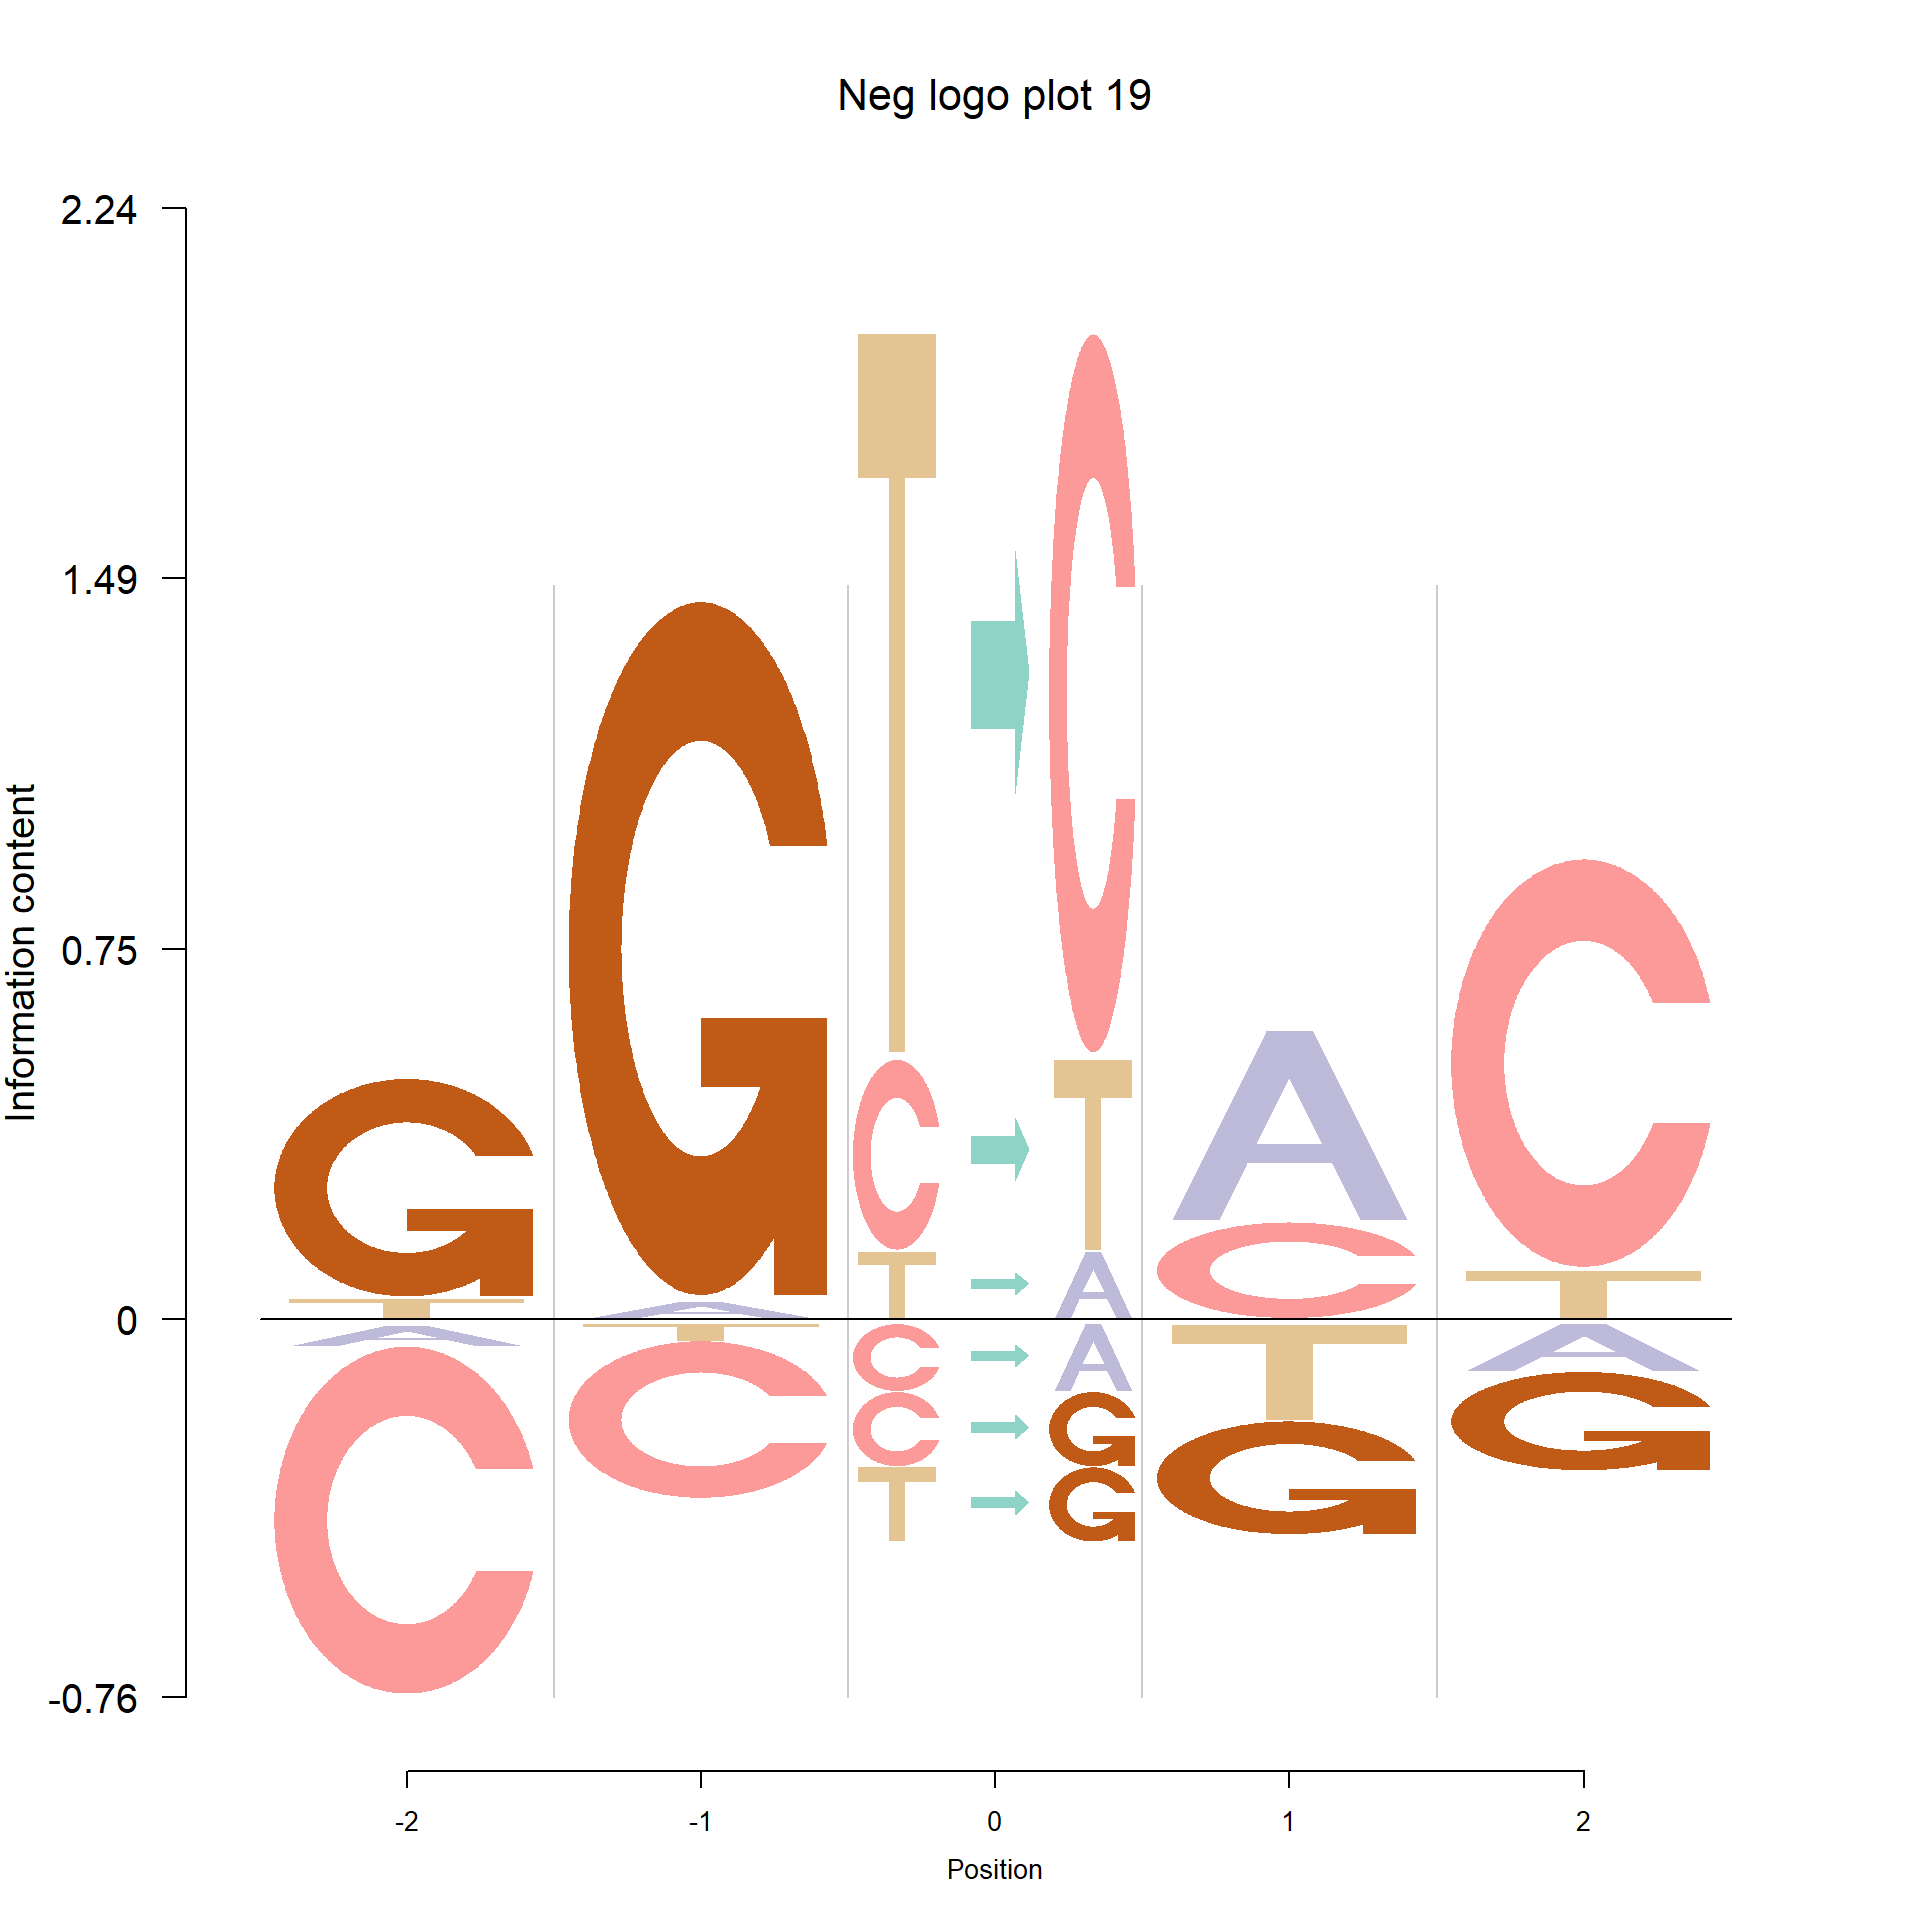 Neg logo plot 19
2.24
1.49
0.75
0
-0.76
Information content
G
T
A
C
G
A
T
C
T C
C T
T A
C A
C G
T G
A
C
T
G
C
T
A
G
-2 -1 0 1 2
Position